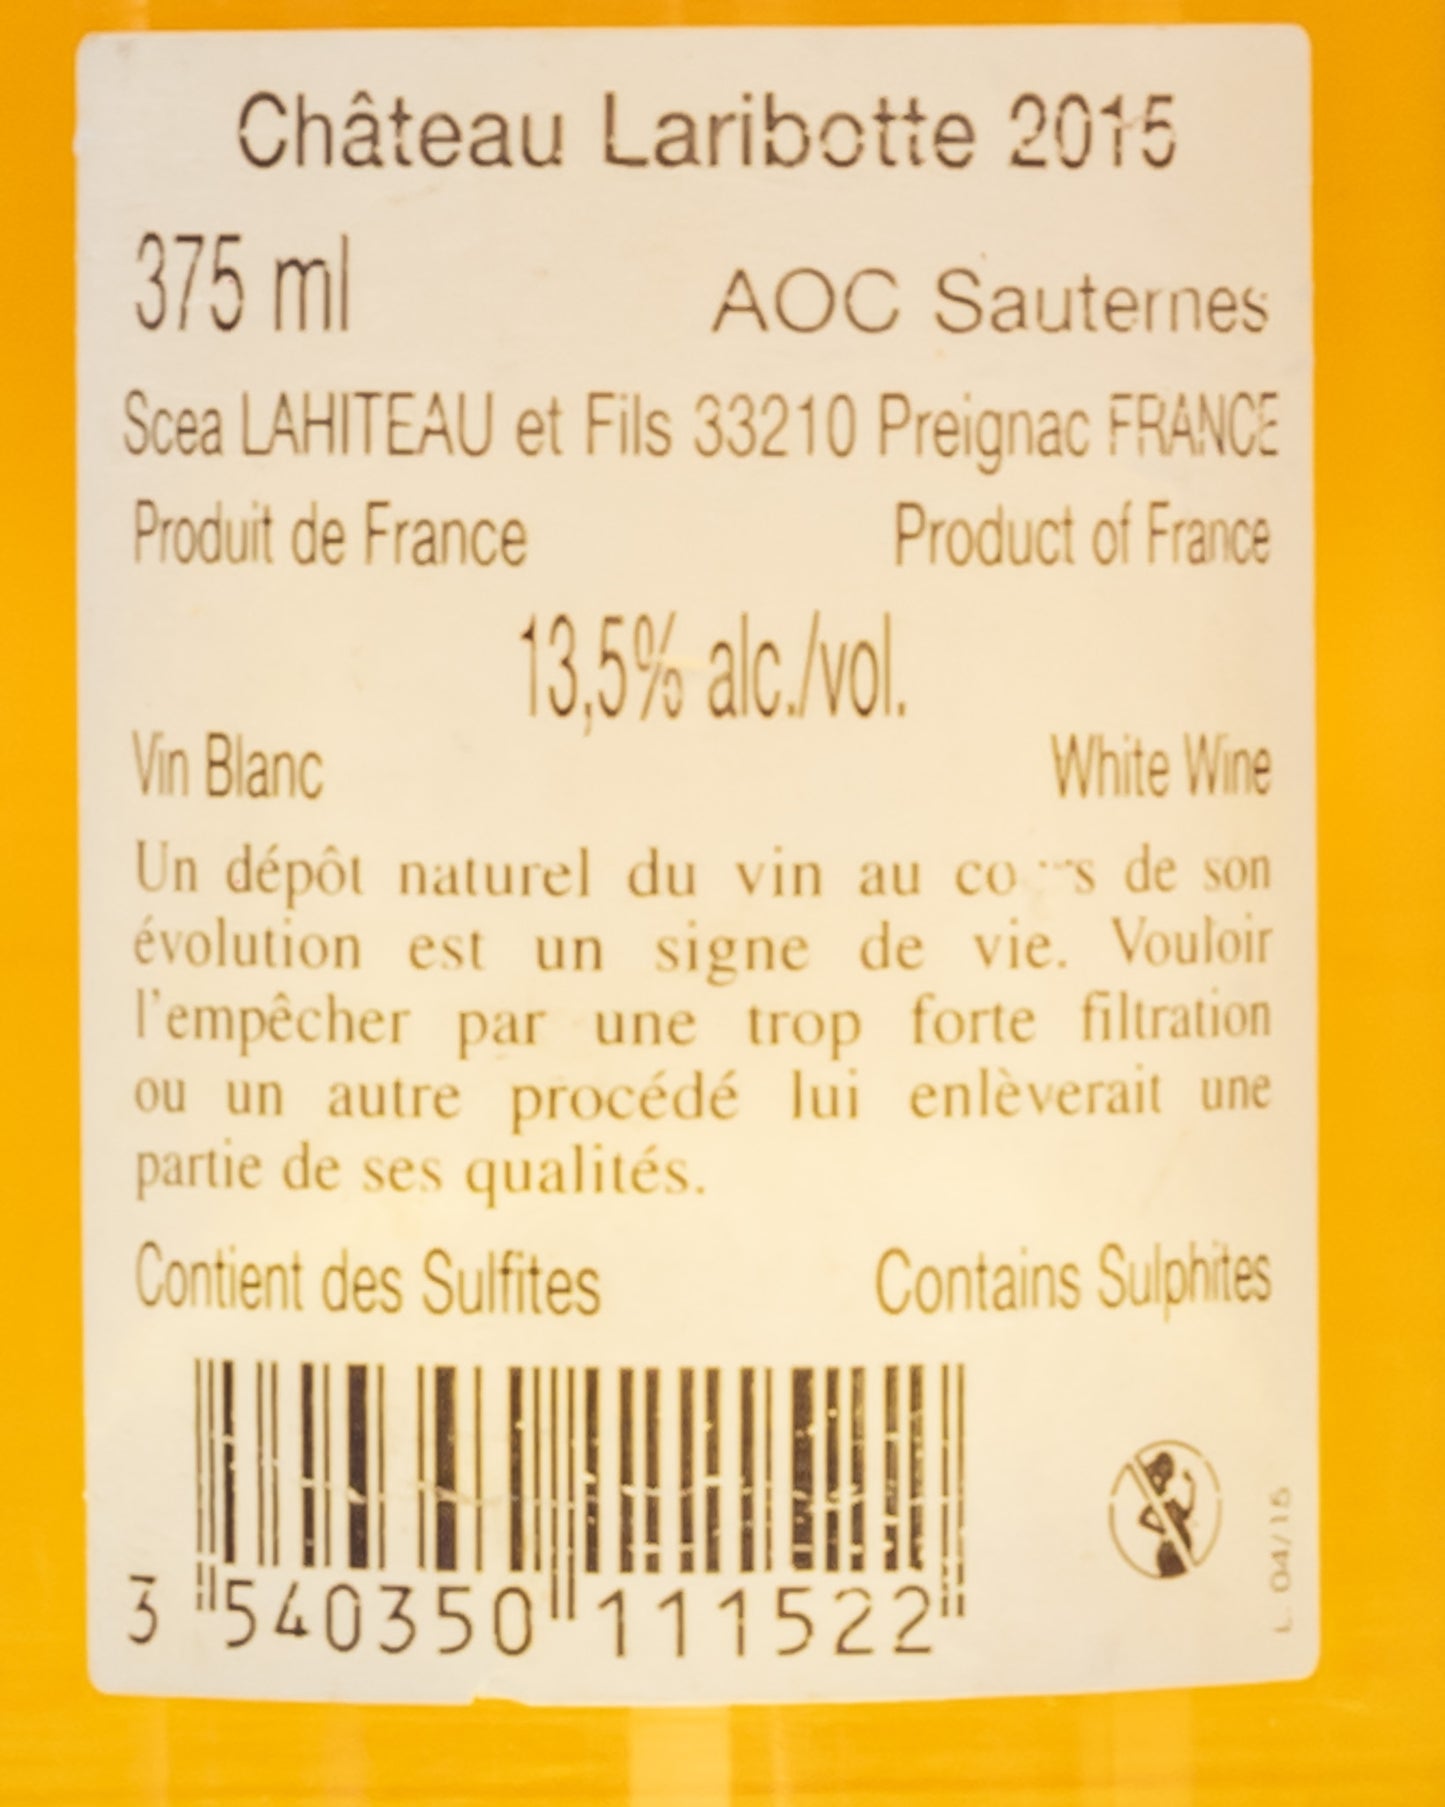 Château Laribotte 2015
375 ml AOC Sauternes
Scea LAHITEAU et Fils 33210 Preignac FRANCE
Produit de France Product of France
13,5% alc./vol.
Vin Blanc White Wine
Un dépôt naturel du vin au de son
évolution est un signe de vie. Vouloir
l'empêcher par une trop forte filtration
ou un autre procédé lui enlèverait une
partie de ses qualités.
Contient des Sulfites Contains Sulphites
3 540350 111522